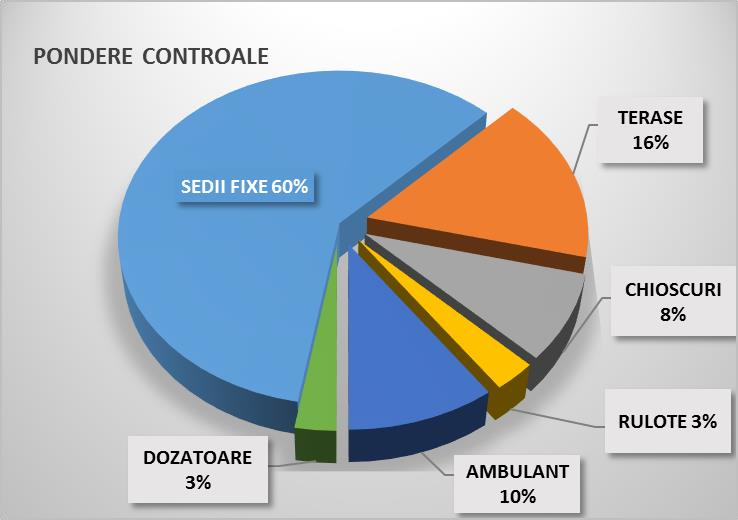 PONDERE CONTROALE
TERASE
16%
SEDII FIXE 60%
CHIOSCURI
8%
RULOTE 3%
DOZATOARE
3%
AMBULANT
10%